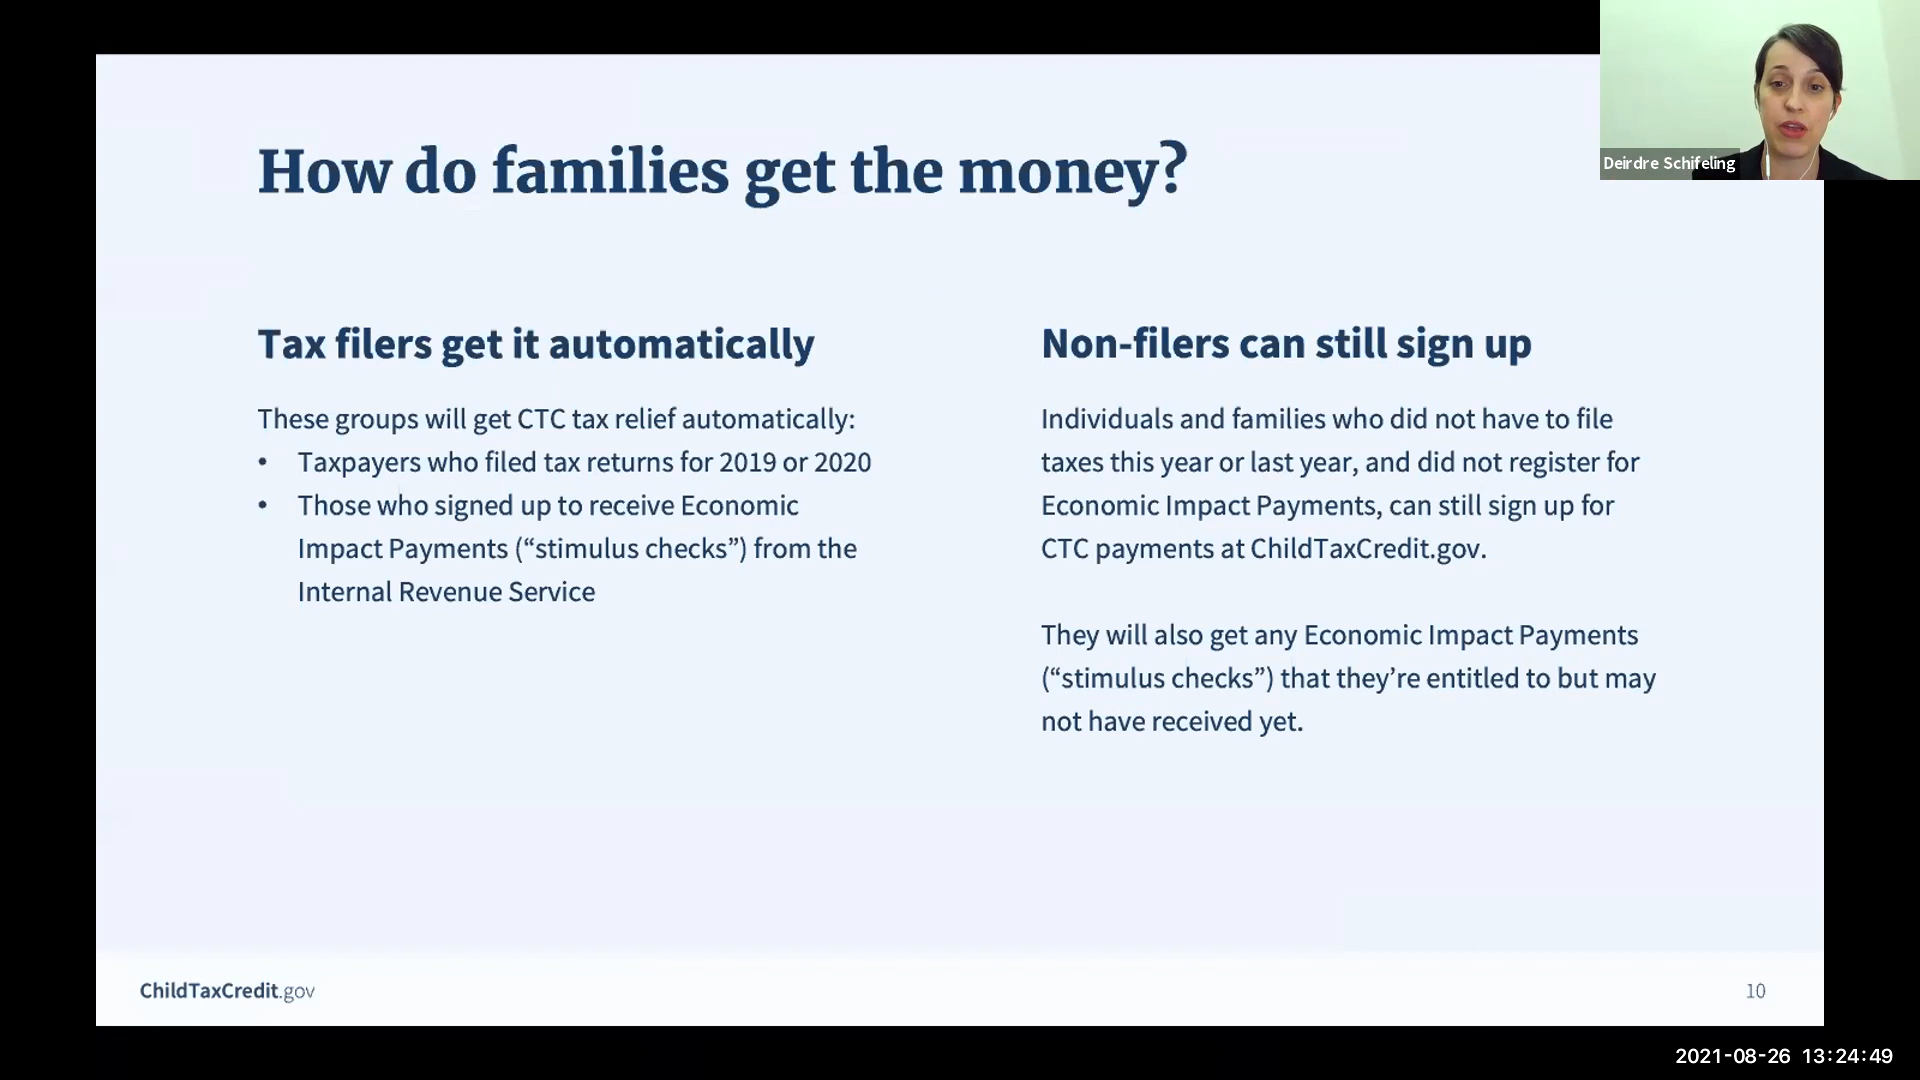 How do families get the money?
Deirdre Schifeling
Tax filers get it automatically
These groups will get CTC tax relief automatically:
• Taxpayers who filed tax returns for 2019 or 2020
• Those who signed up to receive Economic
Impact Payments (“stimulus checks”) from the
Internal Revenue Service
Non-filers can still sign up
Individuals and families who did not have to file
taxes this year or last year, and did not register for
Economic Impact Payments, can still sign up for
CTC payments at ChildTaxCredit.gov.
They will also get any Economic Impact Payments
(“stimulus checks”) that they’re entitled to but may
not have received yet.
ChildTaxCredit.gov
10
2021-08-26 13:24:49